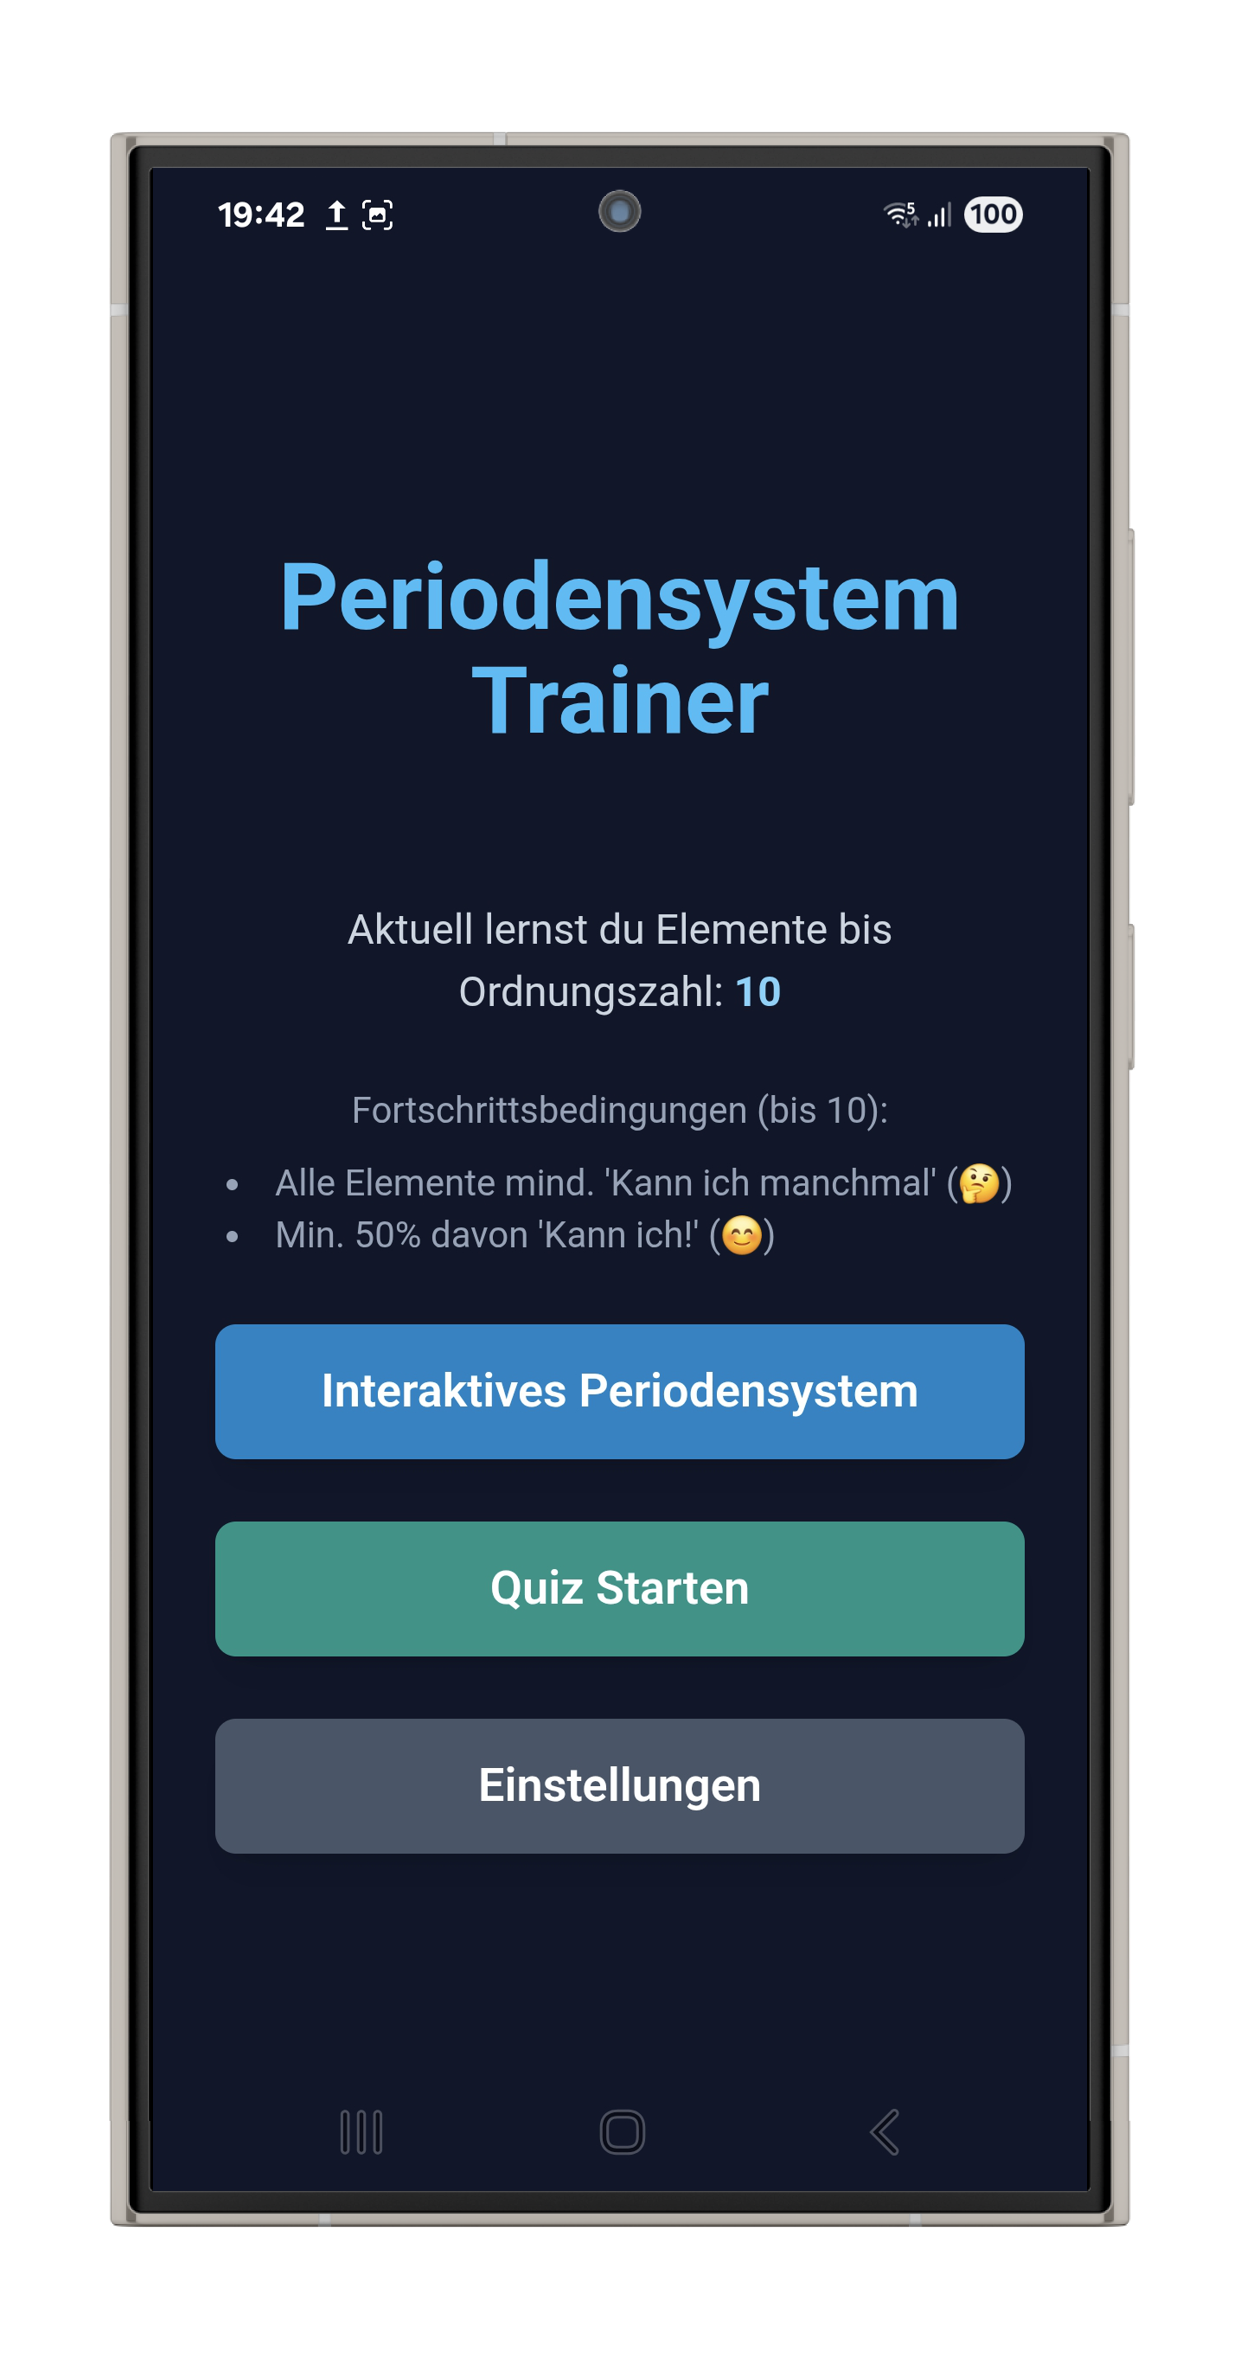 19:42
5
100
Periodensystem
Trainer
Aktuell lernst du Elemente bis
Ordnungszahl: 10
Fortschrittsbedingungen (bis 10):
• Alle Elemente mind. 'Kann ich manchmal' (🤔)
• Min. 50% davon 'Kann ich!' (😊)
Interaktives Periodensystem
Quiz Starten
Einstellungen